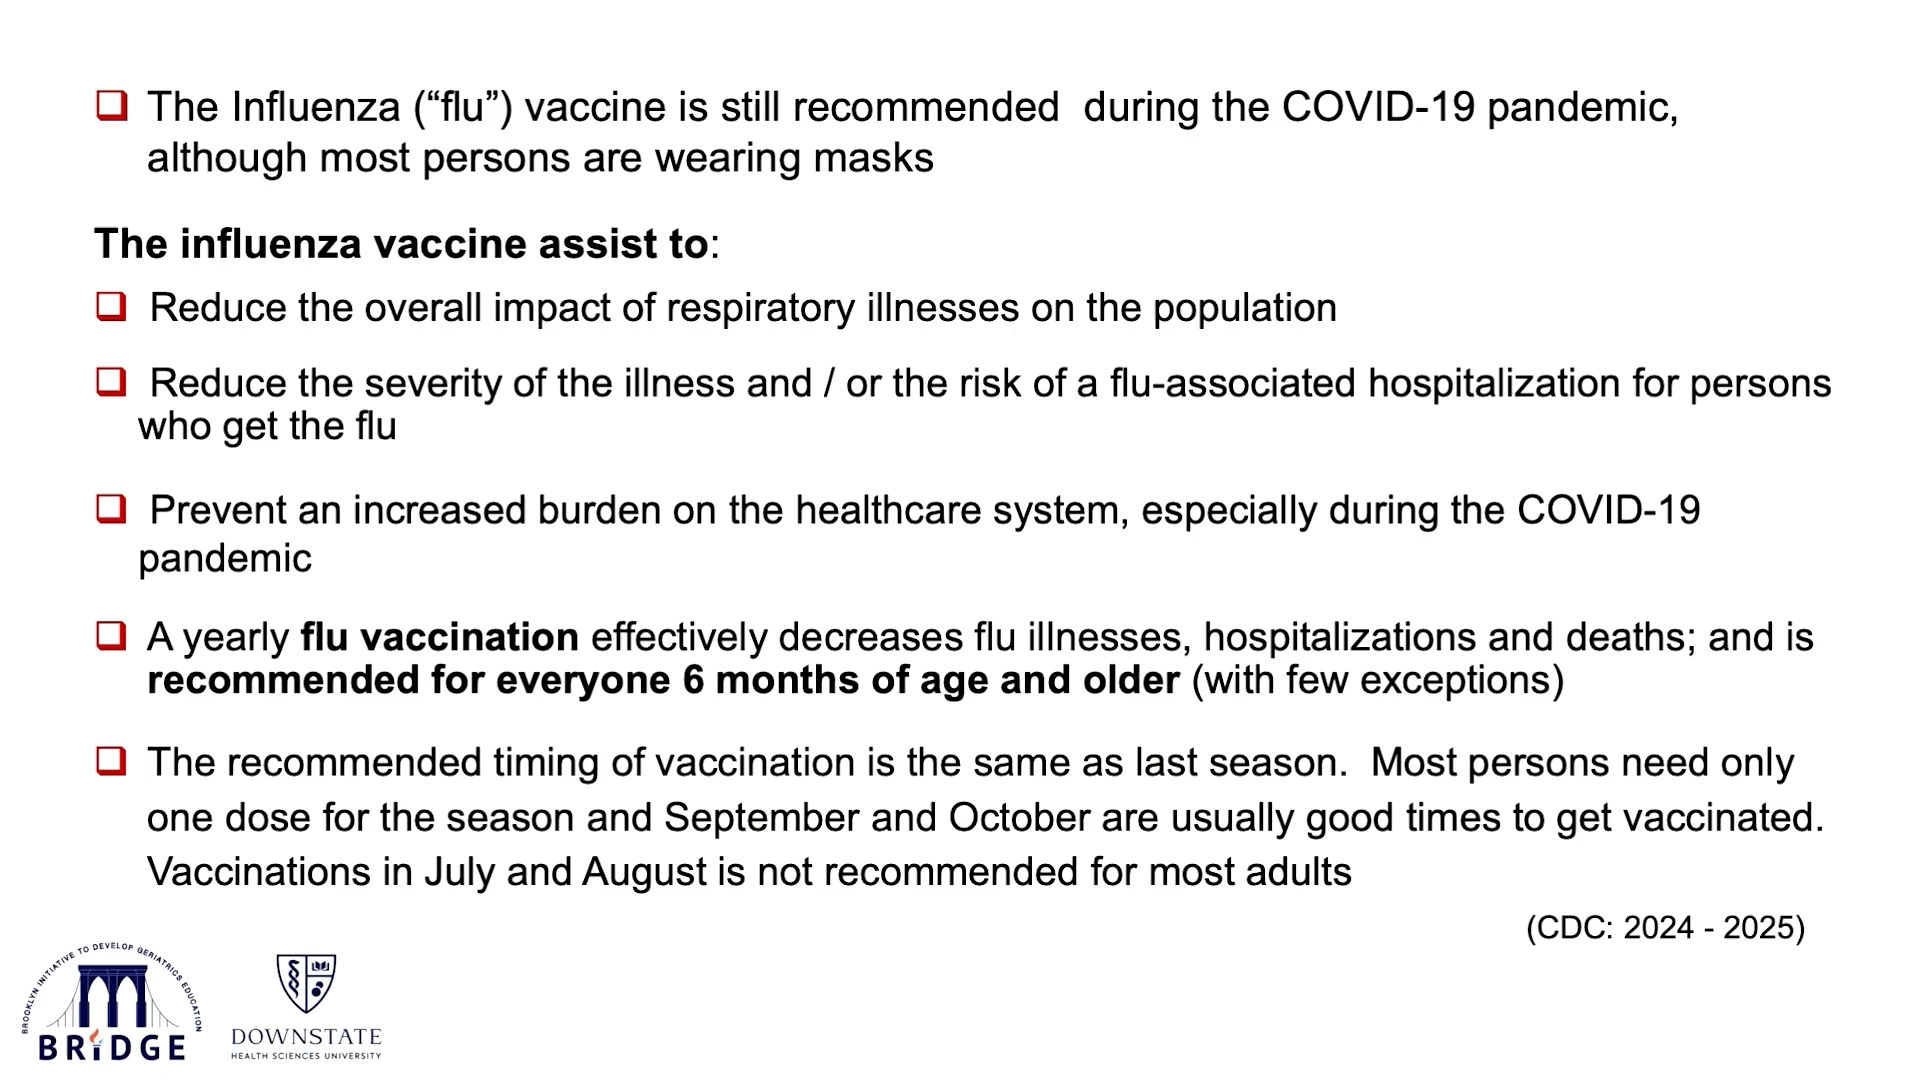 The Influenza (“flu”) vaccine is still recommended  during the COVID-19 pandemic,
although most persons are wearing masks
The influenza vaccine assist to:
Reduce the overall impact of respiratory illnesses on the population
Reduce the severity of the illness and / or the risk of a flu-associated hospitalization for persons
who get the flu
Prevent an increased burden on the healthcare system, especially during the COVID-19
pandemic
A yearly flu vaccination effectively decreases flu illnesses, hospitalizations and deaths; and is
recommended for everyone 6 months of age and older (with few exceptions)
The recommended timing of vaccination is the same as last season.  Most persons need only
one dose for the season and September and October are usually good times to get vaccinated.
Vaccinations in July and August is not recommended for most adults
(CDC: 2024 - 2025)
BROOKLYN INITIATIVE TO DEVELOP GERIATRICS EDUCATION
BRiDGE
DOWNSTATE
HEALTH SCIENCES UNIVERSITY